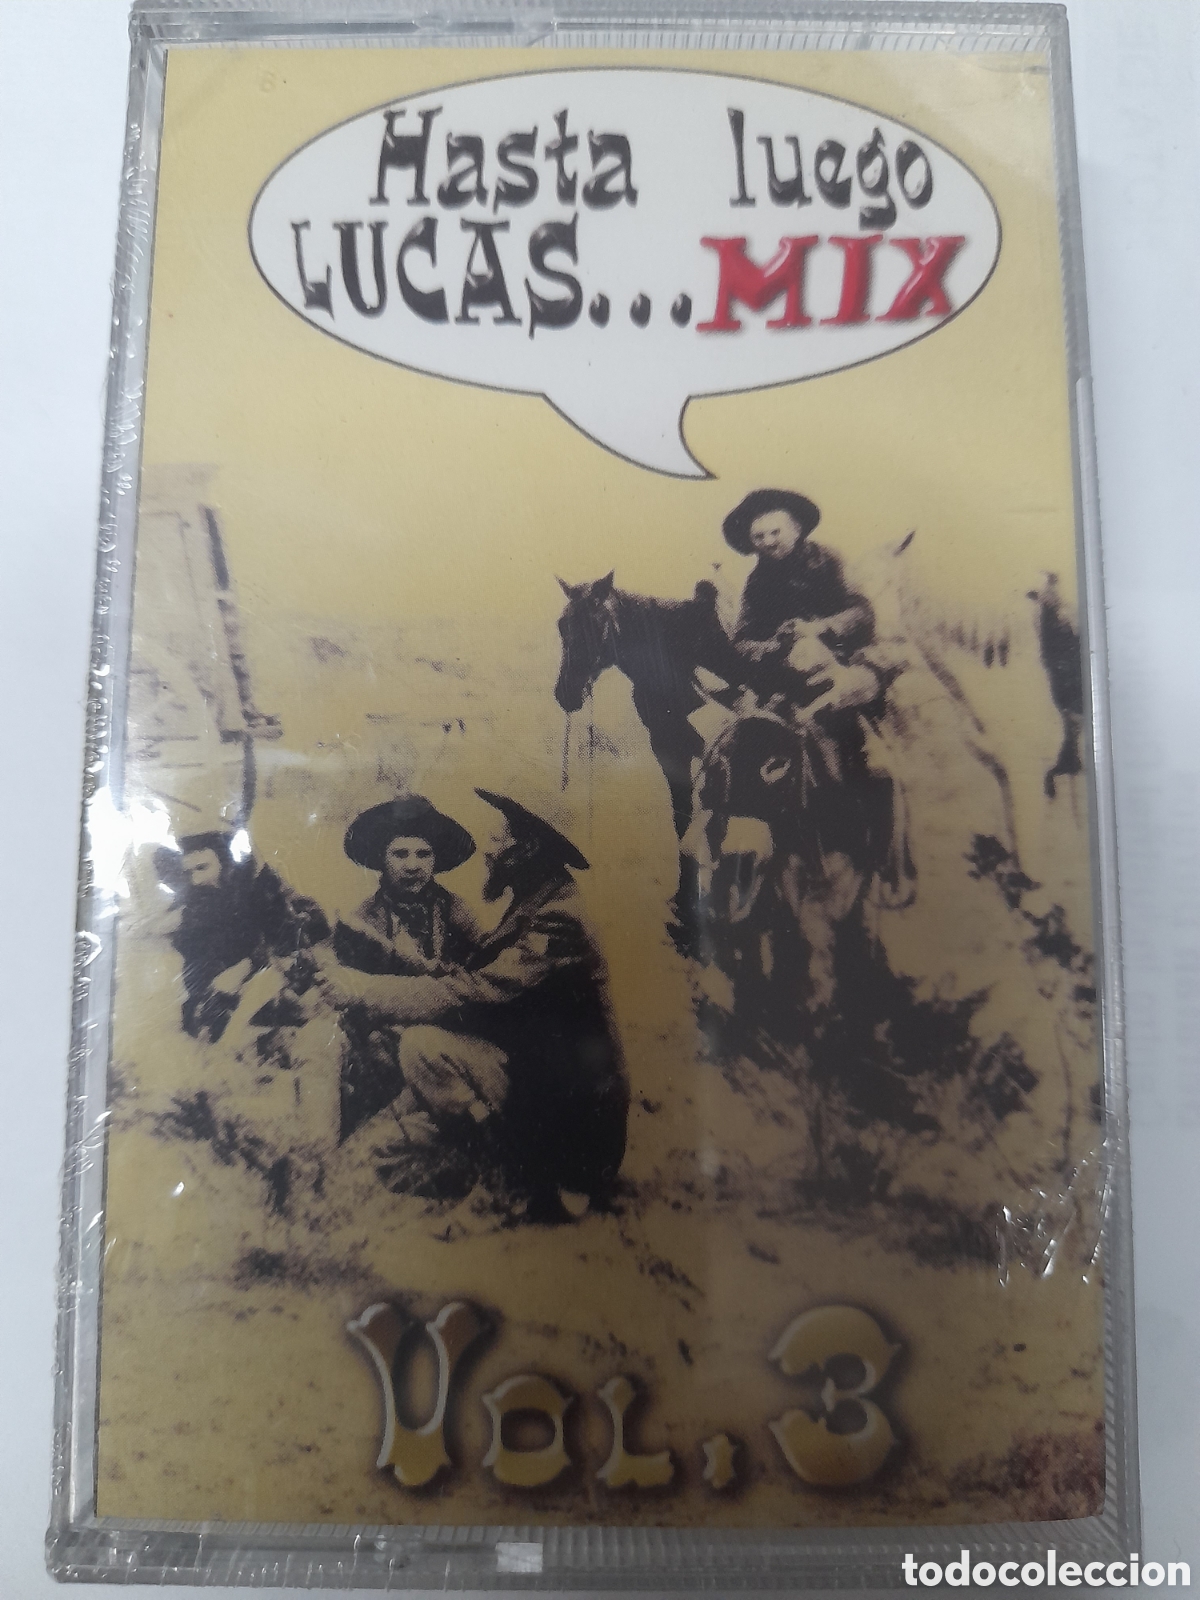 Hasta luego
LUCAS...MIX
Vol. 3
todocoleccion